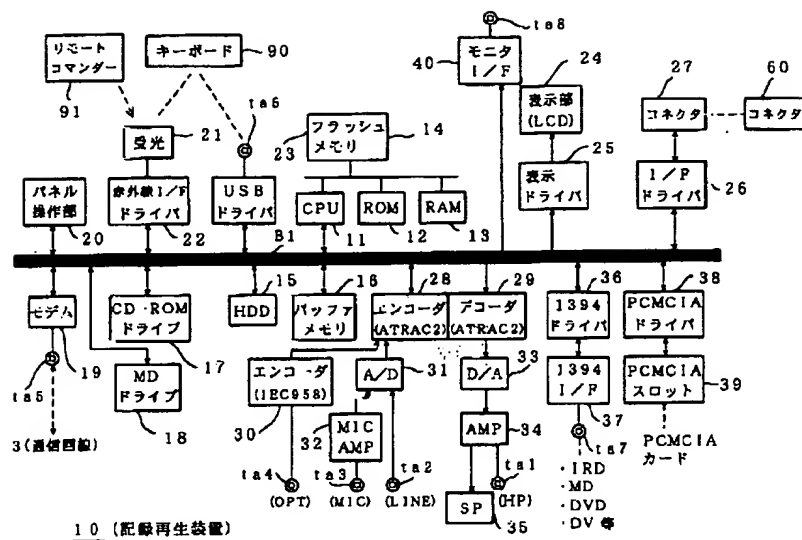 リモート
コマンダー
91
キーボード
90
受光
21
ta6
フラッシュ
メモリ
23
14
ta8
モニタ
I/F
40
24
表示部
(LCD)
27
60
コネクタ
コネクタ
パネル
操作部
20
赤外線I/F
ドライバ
22
USB
ドライバ
CPU
11
ROM
12
RAM
13
表示
ドライバ
25
I/F
ドライバ
26
B1
モデム
19
CD-ROM
ドライブ
17
HDD
15
バッファ
メモリ
16
エンコーダ
(ATRAC2)
28
デコーダ
(ATRAC2)
29
1394
ドライバ
36
PCMCIA
ドライバ
38
ta5
MD
ドライブ
18
エンコーダ
(IEC958)
30
A/D
31
D/A
33
1394
I/F
37
PCMCIA
スロット
39
MIC
AMP
32
AMP
34
ta7
PCMCIA
カード
3(通信回線)
ta4
(OPT)
ta3
(MIC)
ta2
(LINE)
SP
35
ta1
(HP)
・IRD
・MD
・DVD
・DV等
10 (記録再生装置)